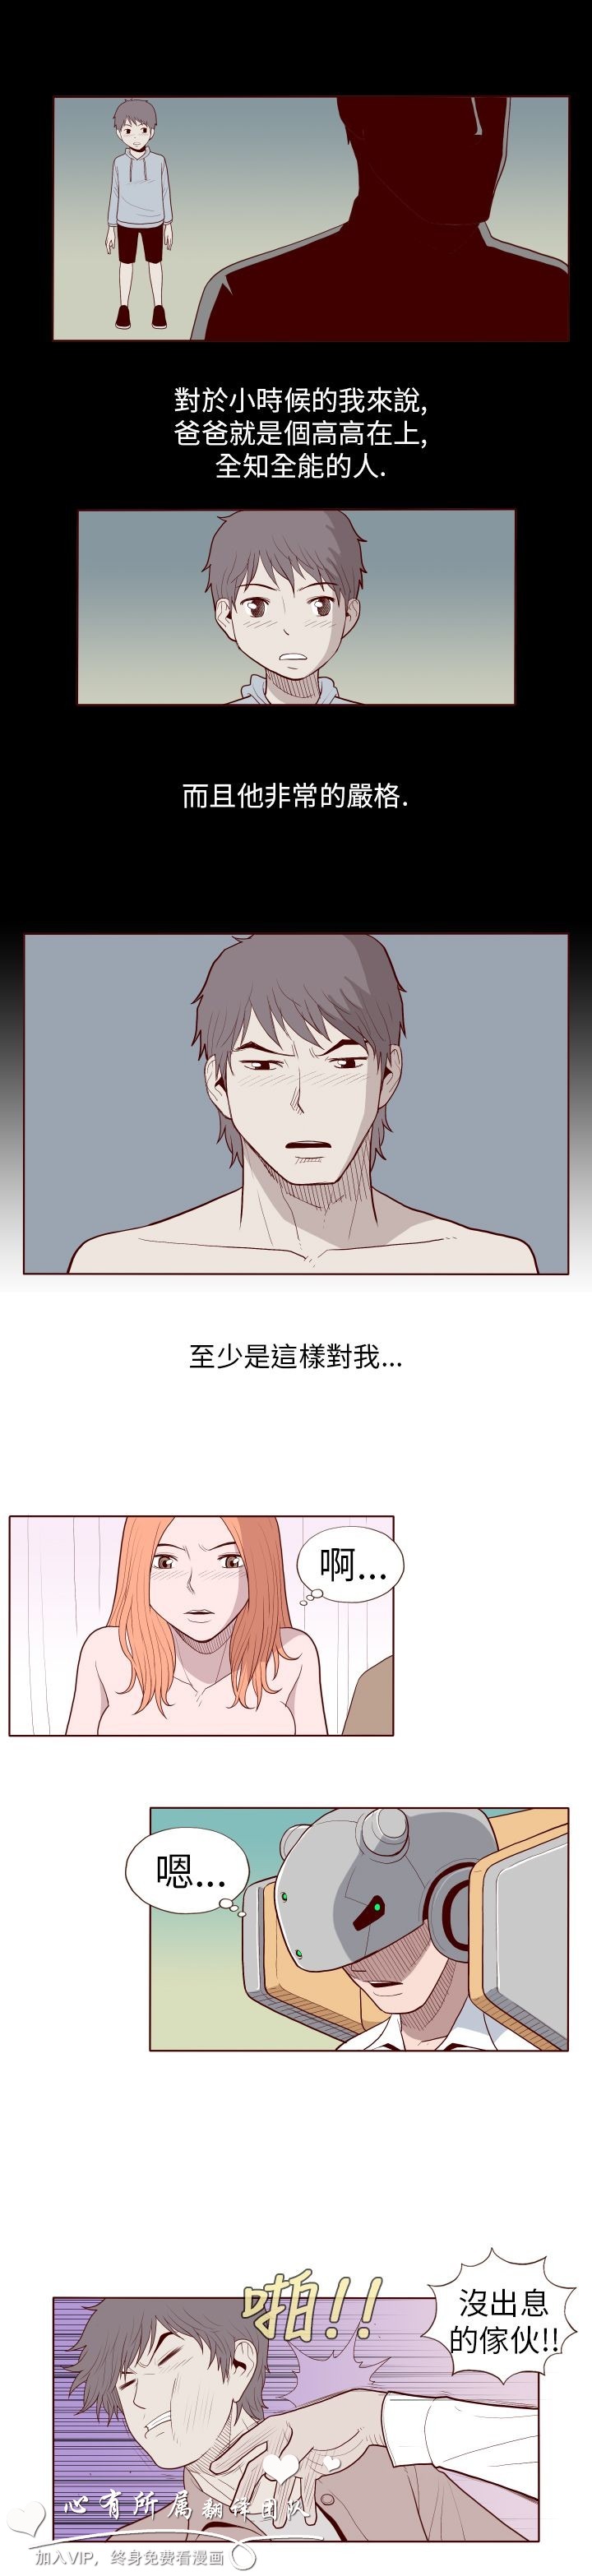 對於小時候的我來說,
爸爸就是個高高在上,
全知全能的人.
而且他非常的嚴格.
至少是這樣對我...
啊...
嗯...
啪!!
沒出息
的傢伙!!
心有所属翻译团队
加入VIP，终身免费看漫画